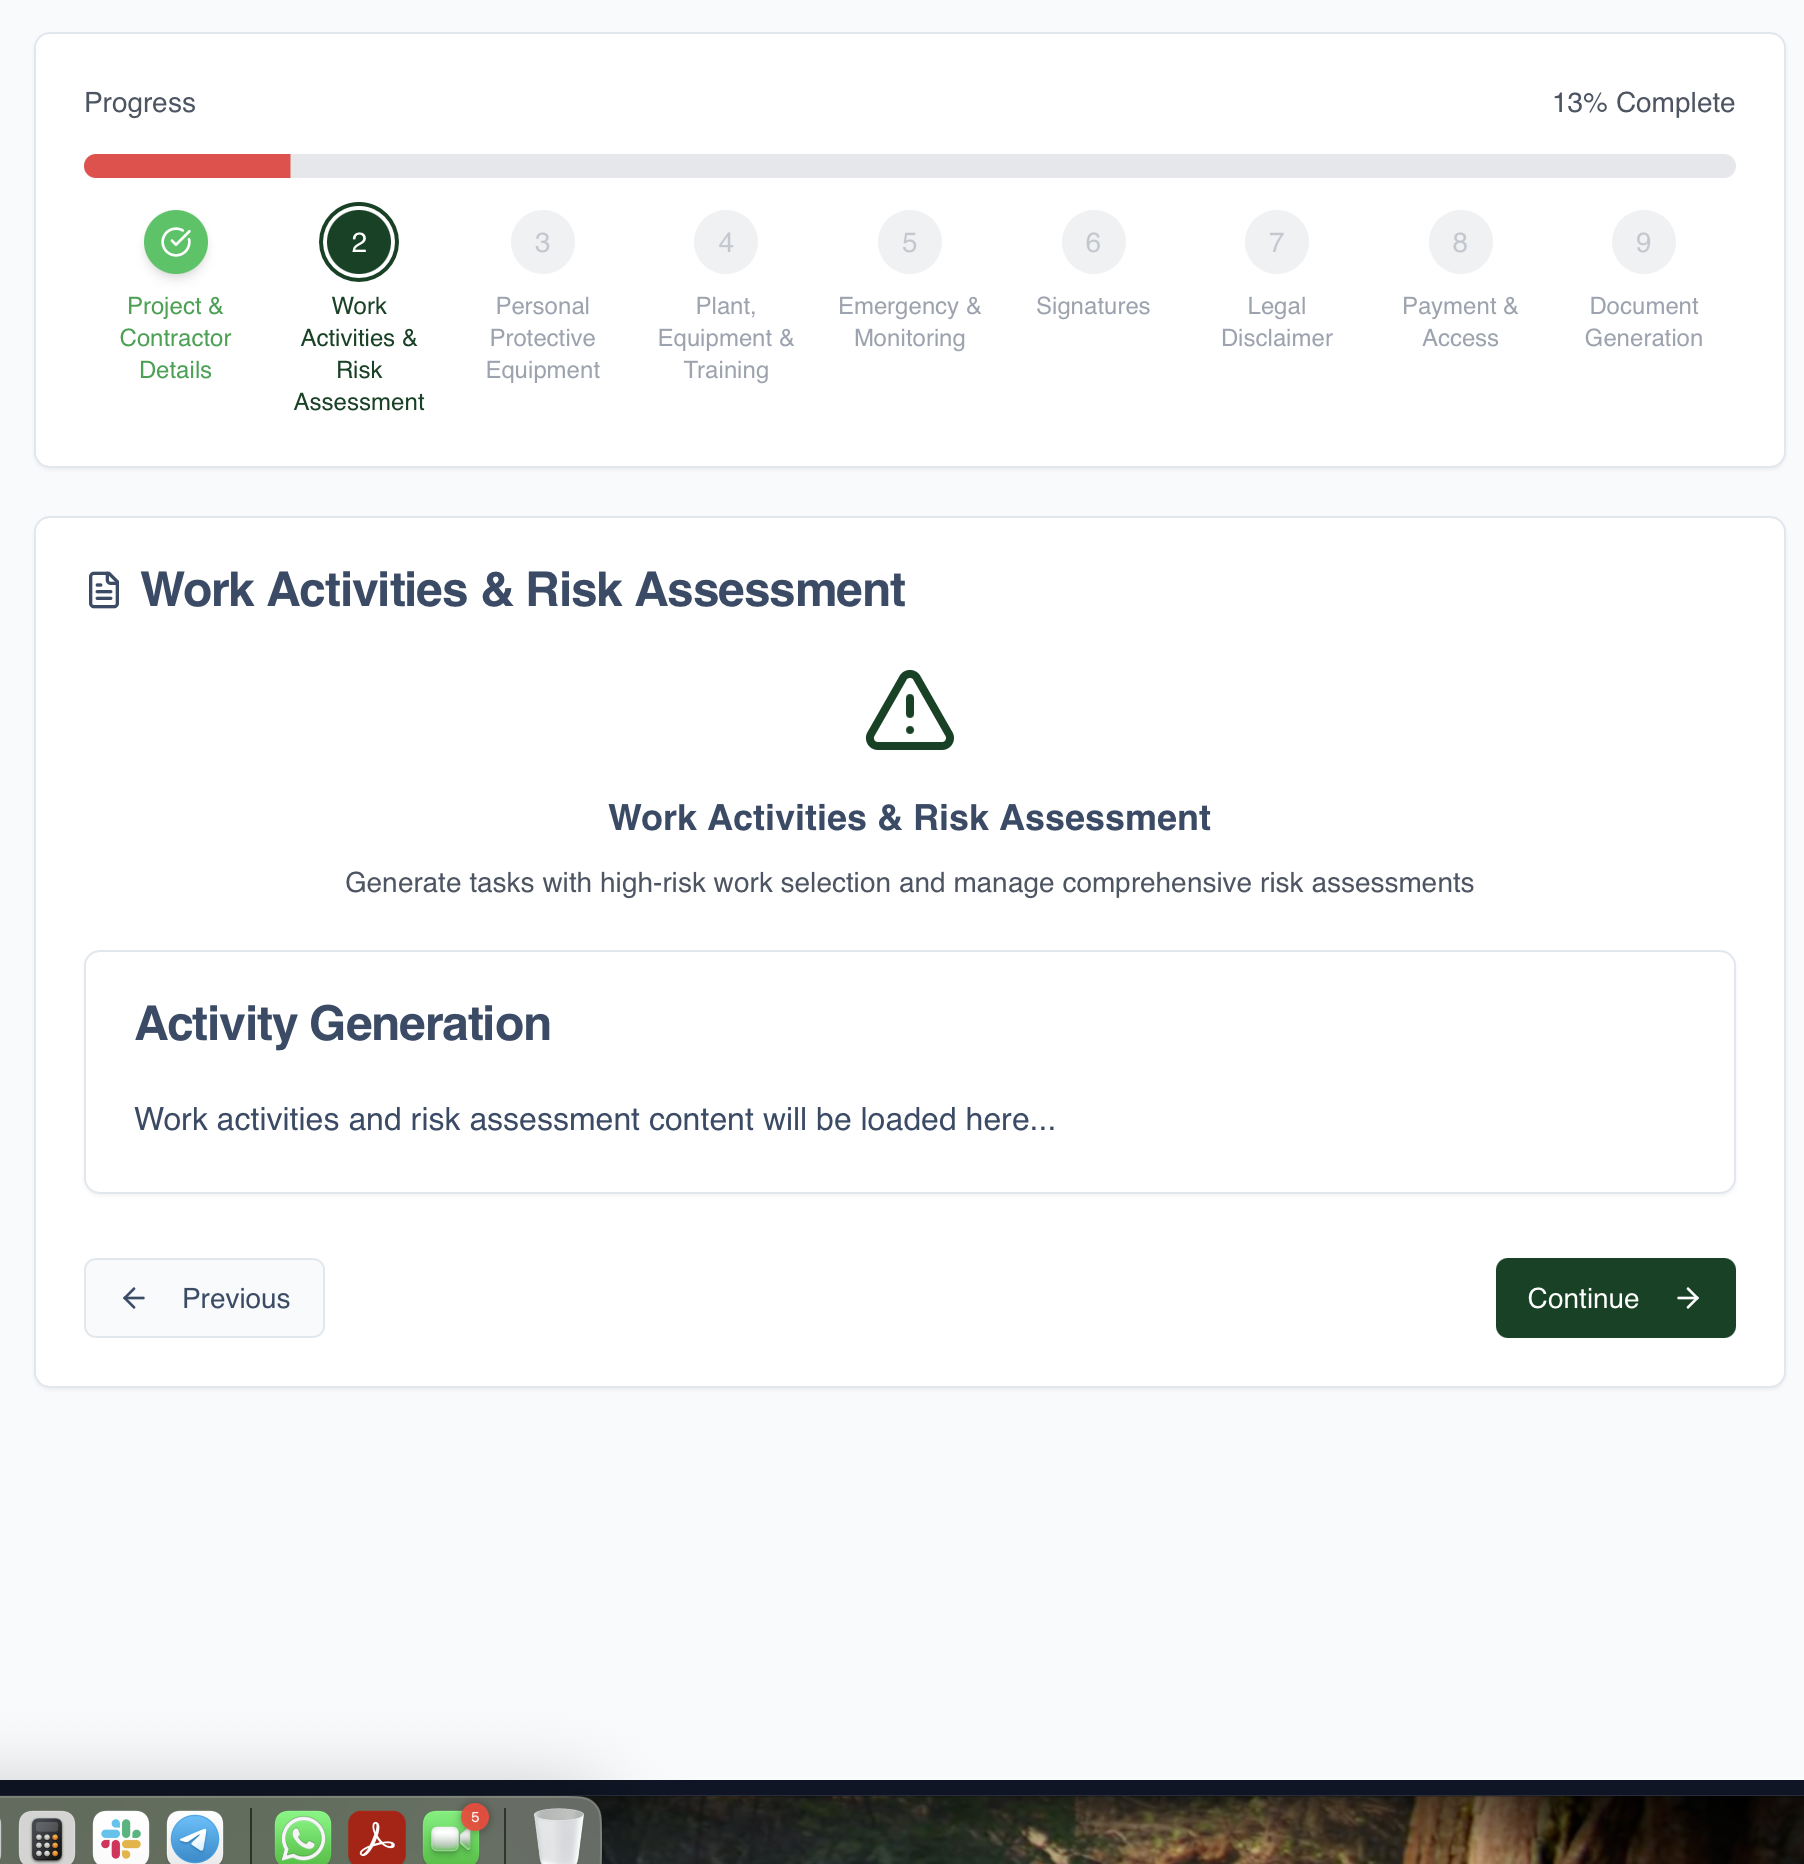 Progress
13% Complete
2
3
4
5
6
7
8
9
Project &
Contractor
Details
Work
Activities &
Risk
Assessment
Personal
Protective
Equipment
Plant,
Equipment &
Training
Emergency &
Monitoring
Signatures
Legal
Disclaimer
Payment &
Access
Document
Generation
Work Activities & Risk Assessment
Work Activities & Risk Assessment
Generate tasks with high-risk work selection and manage comprehensive risk assessments
Activity Generation
Work activities and risk assessment content will be loaded here...
Previous
Continue
5